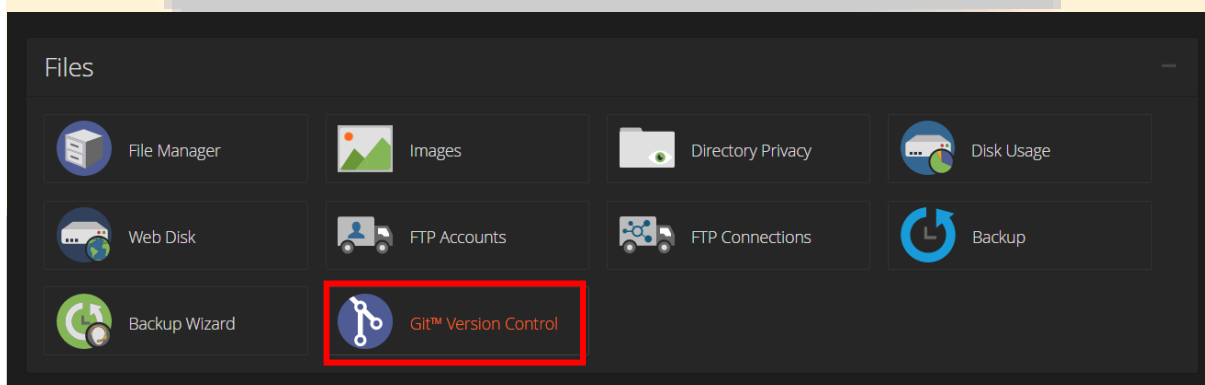 Files
File Manager
Images
Directory Privacy
Disk Usage
Web Disk
FTP Accounts
FTP Connections
Backup
Backup Wizard
Git™ Version Control